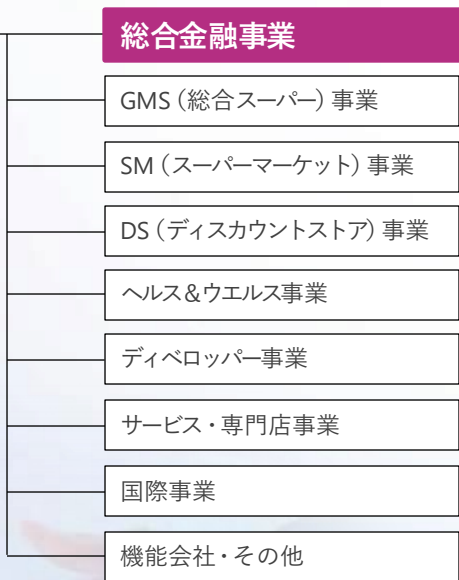 総合金融事業
GMS（総合スーパー）事業
SM（スーパーマーケット）事業
DS（ディスカウントストア）事業
ヘルス＆ウエルス事業
ディベロッパー事業
サービス・専門店事業
国際事業
機能会社・その他